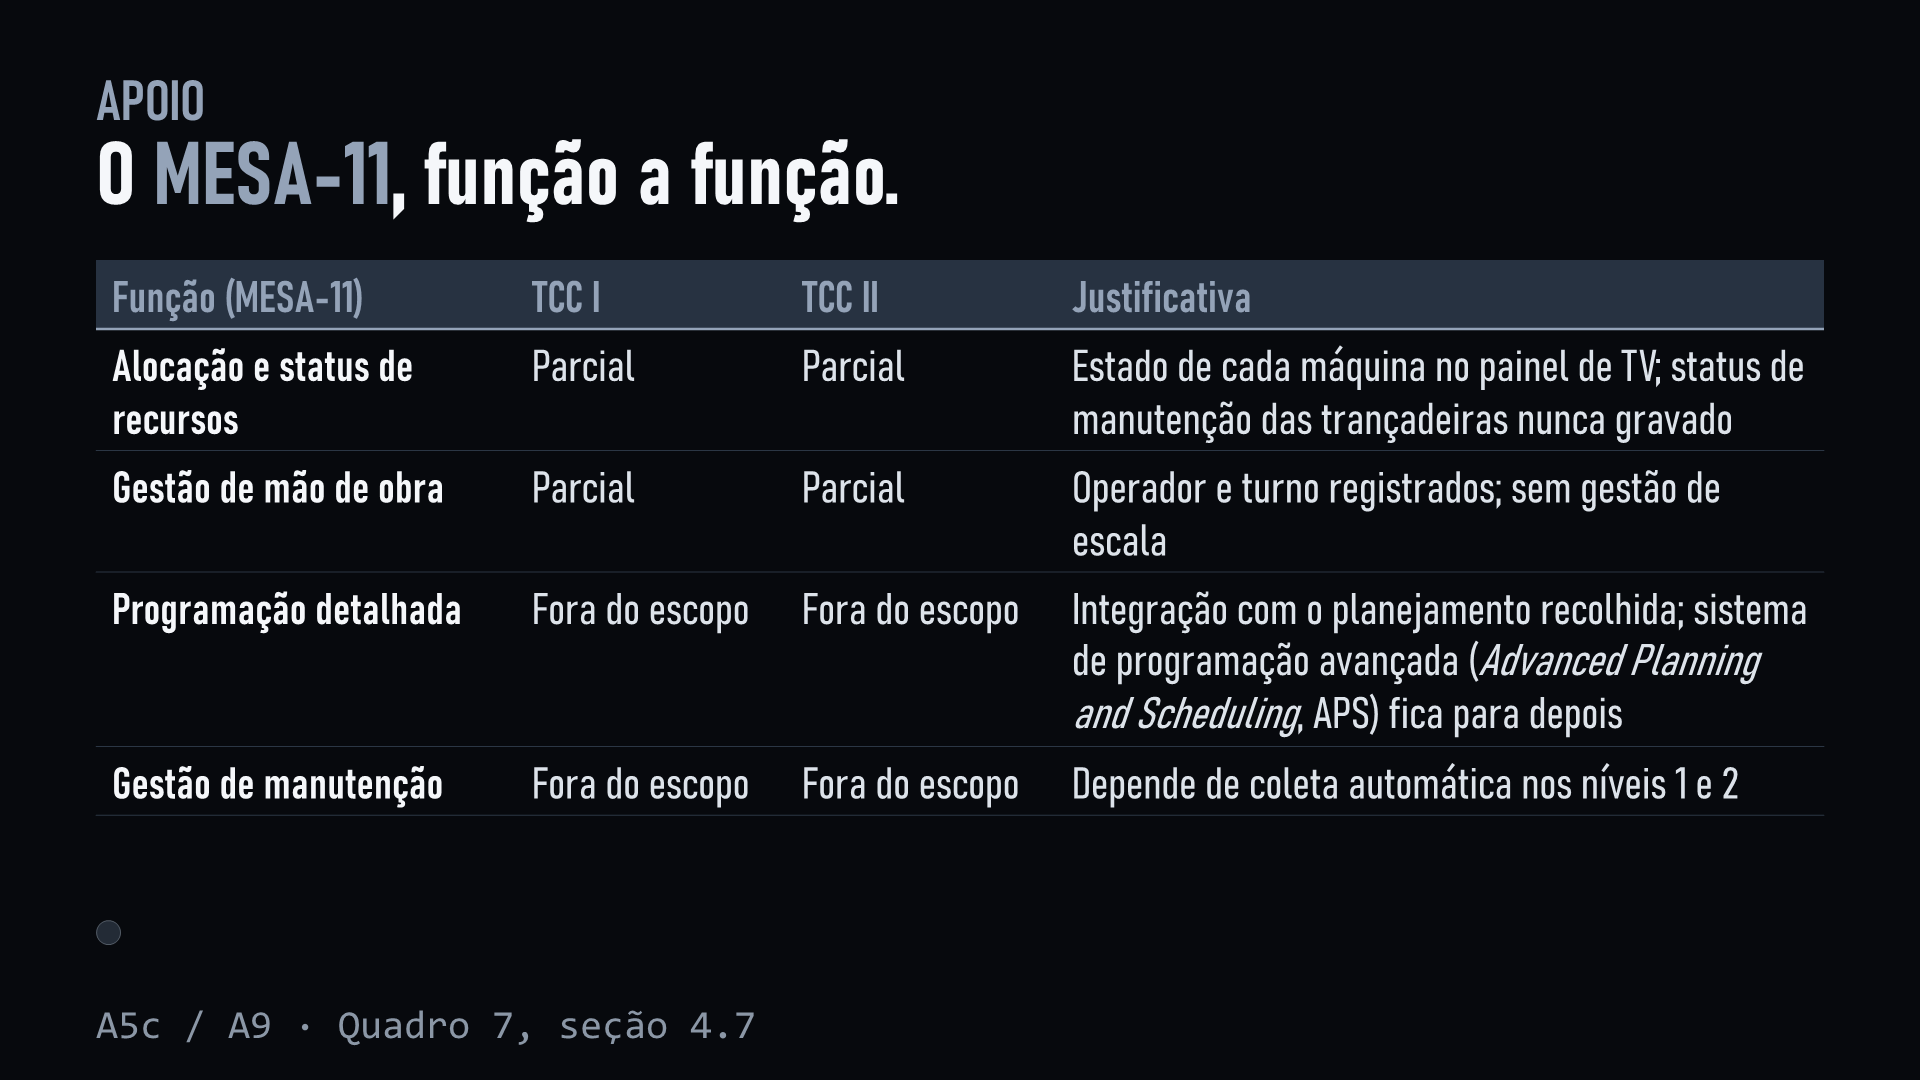 APOIO
O MESA-11, função a função.
Função (MESA-11) TCC I TCC II Justificativa
Alocação e status de recursos Parcial Parcial Estado de cada máquina no painel de TV; status de
manutenção das trançadeiras nunca gravado
Gestão de mão de obra Parcial Parcial Operador e turno registrados; sem gestão de
escala
Programação detalhada Fora do escopo Fora do escopo Integração com o planejamento recolhida; sistema
de programação avançada (Advanced Planning
and Scheduling, APS) fica para depois
Gestão de manutenção Fora do escopo Fora do escopo Depende de coleta automática nos níveis 1 e 2
A5c / A9 · Quadro 7, seção 4.7